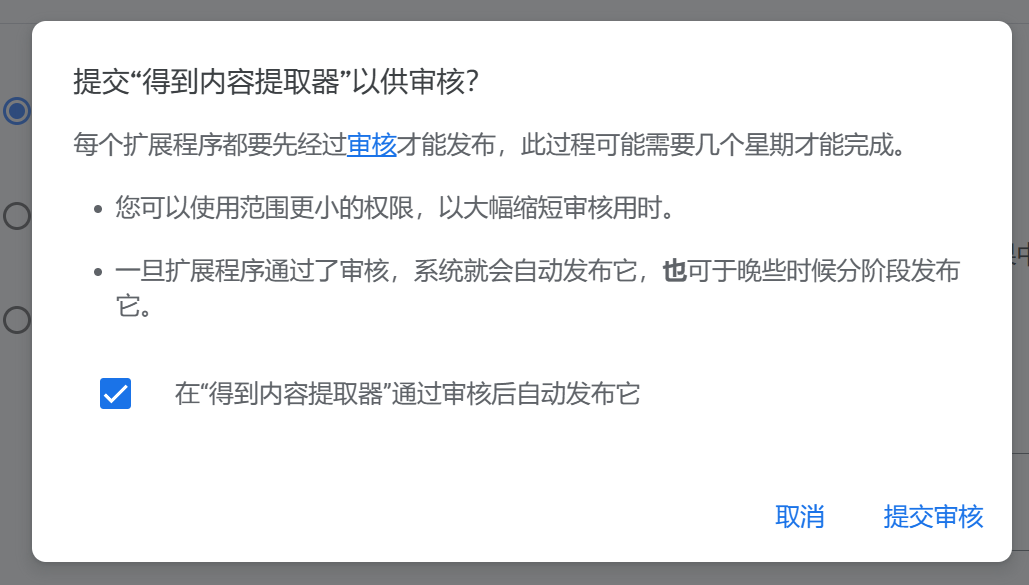 提交“得到内容提取器”以供审核？
每个扩展程序都要先经过审核才能发布，此过程可能需要几个星期才能完成。
• 您可以使用范围更小的权限，以大幅缩短审核用时。
• 一旦扩展程序通过了审核，系统就会自动发布它，也可于晚些时候分阶段发布
它。
在“得到内容提取器”通过审核后自动发布它
取消 提交审核